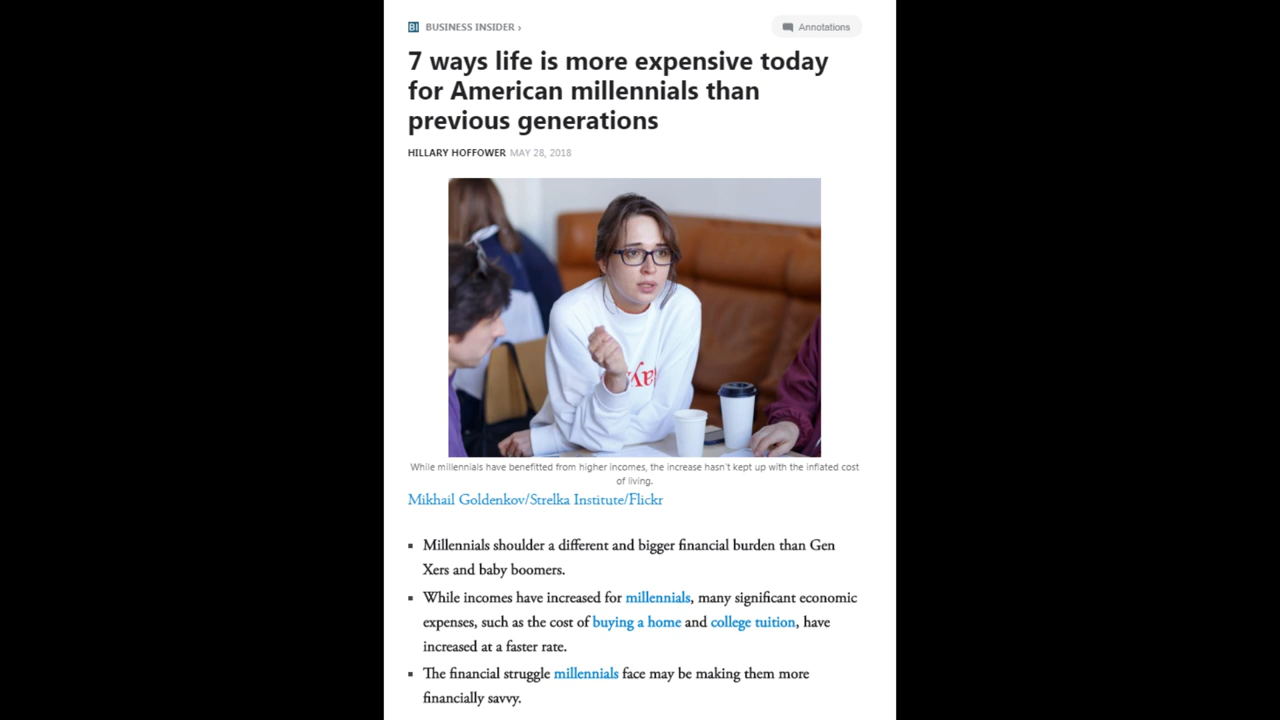 BI BUSINESS INSIDER ›
Annotations
7 ways life is more expensive today
for American millennials than
previous generations
HILLARY HOFFOWER MAY 28, 2018
ays
While millennials have benefitted from higher incomes, the increase hasn't kept up with the inflated cost
of living.
Mikhail Goldenkov/Strelka Institute/Flickr
▪ Millennials shoulder a different and bigger financial burden than Gen
Xers and baby boomers.
▪ While incomes have increased for millennials, many significant economic
expenses, such as the cost of buying a home and college tuition, have
increased at a faster rate.
▪ The financial struggle millennials face may be making them more
financially savvy.